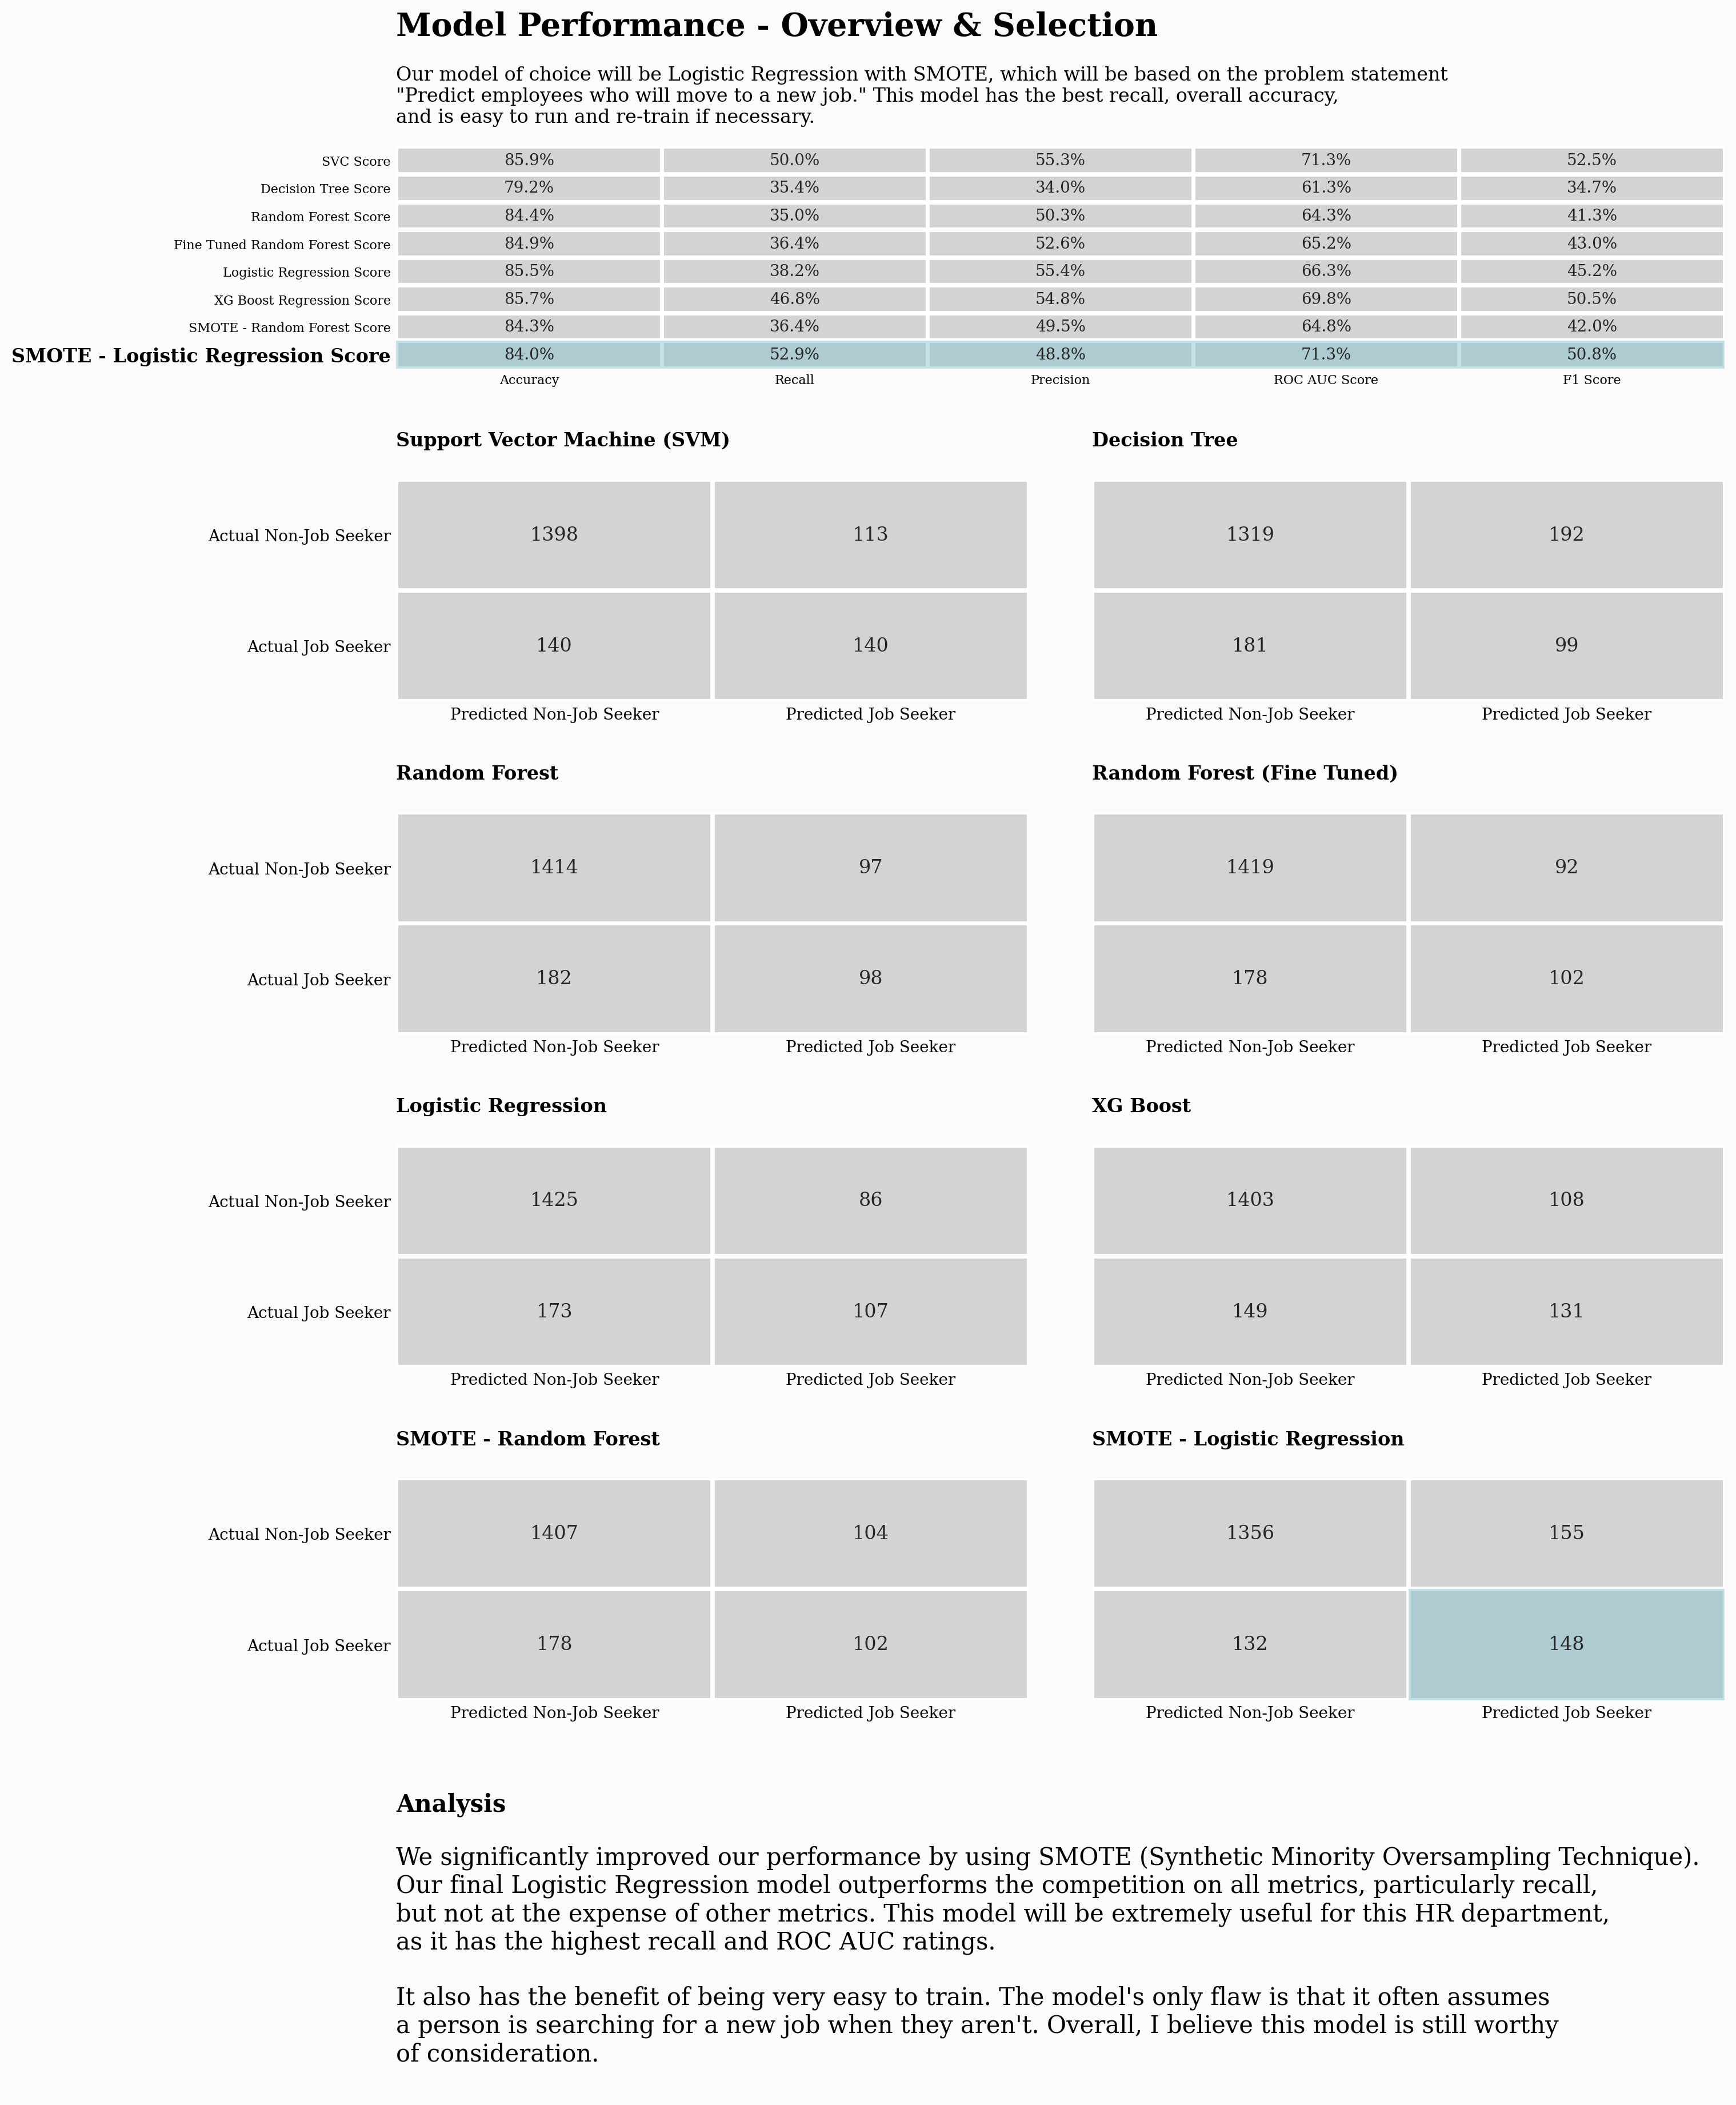 Model Performance - Overview & Selection
Our model of choice will be Logistic Regression with SMOTE, which will be based on the problem statement
"Predict employees who will move to a new job." This model has the best recall, overall accuracy,
and is easy to run and re-train if necessary.
SVC Score 85.9% 50.0% 55.3% 71.3% 52.5%
Decision Tree Score 79.2% 35.4% 34.0% 61.3% 34.7%
Random Forest Score 84.4% 35.0% 50.3% 64.3% 41.3%
Fine Tuned Random Forest Score 84.9% 36.4% 52.6% 65.2% 43.0%
Logistic Regression Score 85.5% 38.2% 55.4% 66.3% 45.2%
XG Boost Regression Score 85.7% 46.8% 54.8% 69.8% 50.5%
SMOTE - Random Forest Score 84.3% 36.4% 49.5% 64.8% 42.0%
SMOTE - Logistic Regression Score 84.0% 52.9% 48.8% 71.3% 50.8%
Accuracy Recall Precision ROC AUC Score F1 Score
Support Vector Machine (SVM) Decision Tree
Actual Non-Job Seeker 1398 113 1319 192
Actual Job Seeker 140 140 181 99
Predicted Non-Job Seeker Predicted Job Seeker Predicted Non-Job Seeker Predicted Job Seeker
Random Forest Random Forest (Fine Tuned)
Actual Non-Job Seeker 1414 97 1419 92
Actual Job Seeker 182 98 178 102
Predicted Non-Job Seeker Predicted Job Seeker Predicted Non-Job Seeker Predicted Job Seeker
Logistic Regression XG Boost
Actual Non-Job Seeker 1425 86 1403 108
Actual Job Seeker 173 107 149 131
Predicted Non-Job Seeker Predicted Job Seeker Predicted Non-Job Seeker Predicted Job Seeker
SMOTE - Random Forest SMOTE - Logistic Regression
Actual Non-Job Seeker 1407 104 1356 155
Actual Job Seeker 178 102 132 148
Predicted Non-Job Seeker Predicted Job Seeker Predicted Non-Job Seeker Predicted Job Seeker
Analysis
We significantly improved our performance by using SMOTE (Synthetic Minority Oversampling Technique).
Our final Logistic Regression model outperforms the competition on all metrics, particularly recall,
but not at the expense of other metrics. This model will be extremely useful for this HR department,
as it has the highest recall and ROC AUC ratings.
It also has the benefit of being very easy to train. The model's only flaw is that it often assumes
a person is searching for a new job when they aren't. Overall, I believe this model is still worthy
of consideration.